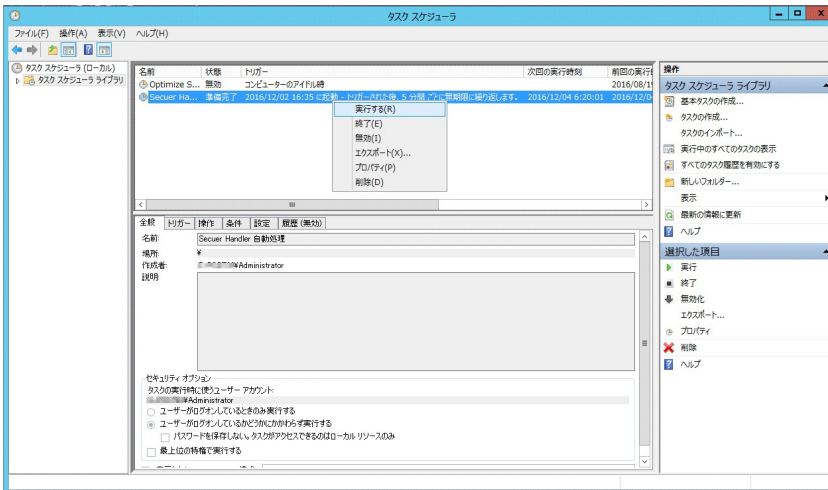 タスク スケジューラ
ファイル(F) 操作(A) 表示(V) ヘルプ(H)
タスク スケジューラ (ローカル)
タスク スケジューラ ライブラリ
名前 状態 トリガー 次回の実行時刻 前回の実行
Optimize S... 無効 コンピューターのアイドル時 2016/08/1
Secuer Ha... 準備完了 2016/12/02 16:35 に起動 - トリガーされた後、5 分間 ごとに無期限に繰り返します。 2016/12/04 6:20:01 2016/12/0
実行する(R)
終了(E)
無効(I)
エクスポート(X)...
プロパティ(P)
削除(D)
全般 トリガー 操作 条件 設定 履歴 (無効)
名前: Secuer Handler 自動処理
場所: ¥
作成者: ¥Administrator
説明:
セキュリティ オプション
タスクの実行時に使うユーザー アカウント:
¥Administrator
ユーザーがログオンしているときのみ実行する
ユーザーがログオンしているかどうかにかかわらず実行する
パスワードを保存しない。タスクがアクセスできるのはローカル リソースのみ
最上位の特権で実行する
操作
タスク スケジューラ ライブラリ
基本タスクの作成...
タスクの作成...
タスクのインポート...
実行中のすべてのタスクの表示
すべてのタスク履歴を有効にする
新しいフォルダー...
表示
最新の情報に更新
ヘルプ
選択した項目
実行
終了
無効化
エクスポート...
プロパティ
削除
ヘルプ